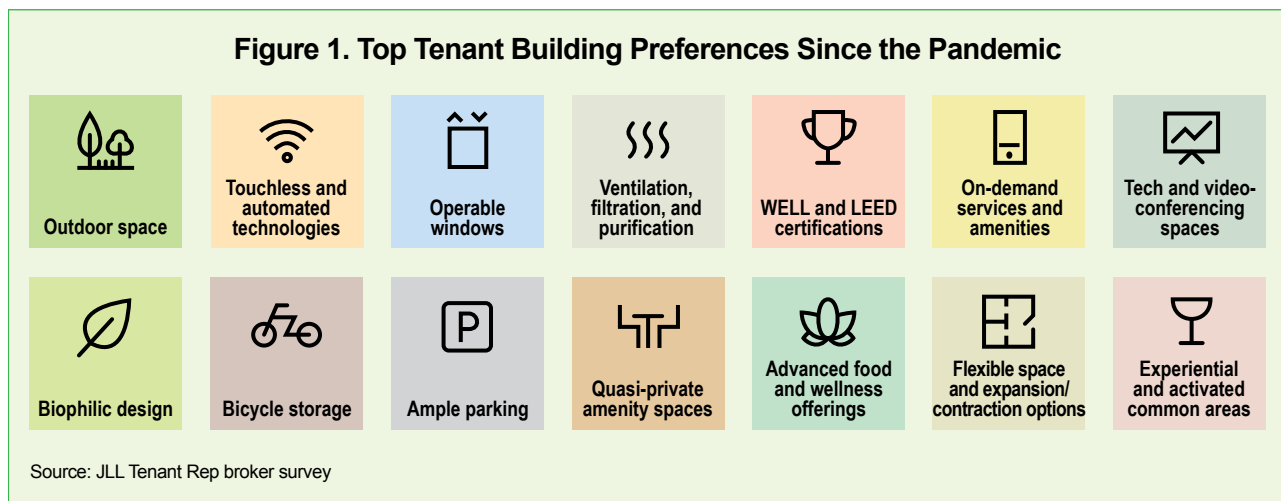 Figure 1. Top Tenant Building Preferences Since the Pandemic
Outdoor space
Touchless and
automated
technologies
Operable
windows
Ventilation,
filtration, and
purification
WELL and LEED
certifications
On-demand
services and
amenities
Tech and video-
conferencing
spaces
Biophilic design
Bicycle storage
P
Ample parking
Quasi-private
amenity spaces
Advanced food
and wellness
offerings
Flexible space
and expansion/
contraction options
Experiential
and activated
common areas
Source: JLL Tenant Rep broker survey